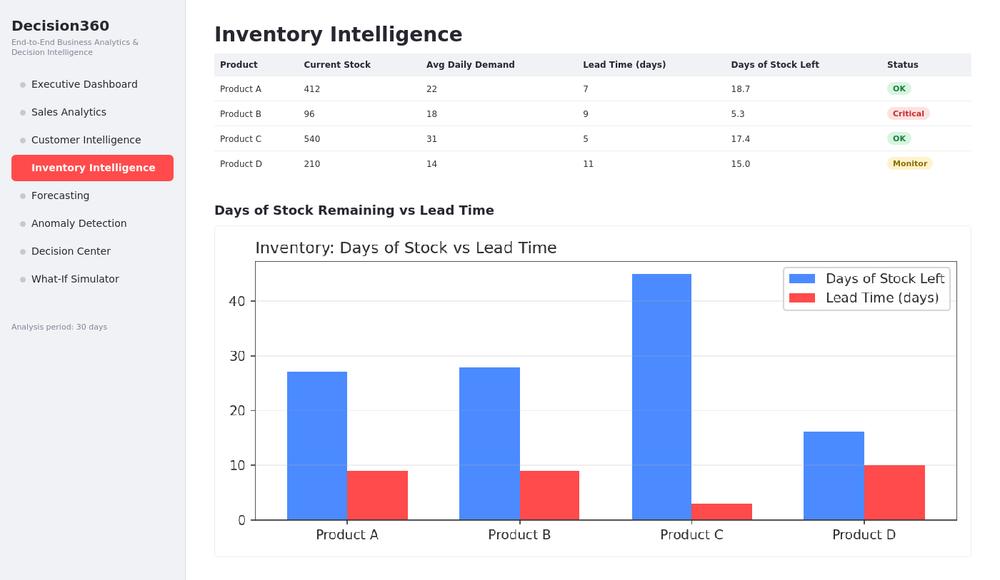 Decision360
End-to-End Business Analytics &
Decision Intelligence
Executive Dashboard
Sales Analytics
Customer Intelligence
Inventory Intelligence
Forecasting
Anomaly Detection
Decision Center
What-If Simulator
Analysis period: 30 days
Inventory Intelligence
Product Current Stock Avg Daily Demand Lead Time (days) Days of Stock Left Status
Product A 412 22 7 18.7 OK
Product B 96 18 9 5.3 Critical
Product C 540 31 5 17.4 OK
Product D 210 14 11 15.0 Monitor
Days of Stock Remaining vs Lead Time
Inventory: Days of Stock vs Lead Time
Days of Stock Left
Lead Time (days)
40
30
20
10
0
Product A Product B Product C Product D